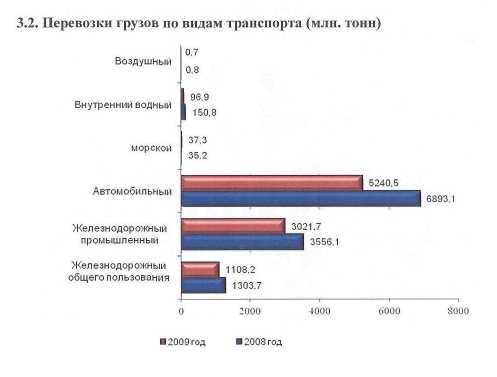 3.2. Перевозки грузов по видам транспорта (млн. тонн)
Воздушный
0,7
0,8
Внутренний водный
96,9
150,8
морской
37,3
35,2
Автомобильный
5240,5
6893,1
Железнодорожный
промышленный
3021,7
3556,1
Железнодорожный
общего пользования
1108,2
1303,7
0 2000 4000 6000 8000
2009 год 2008 год